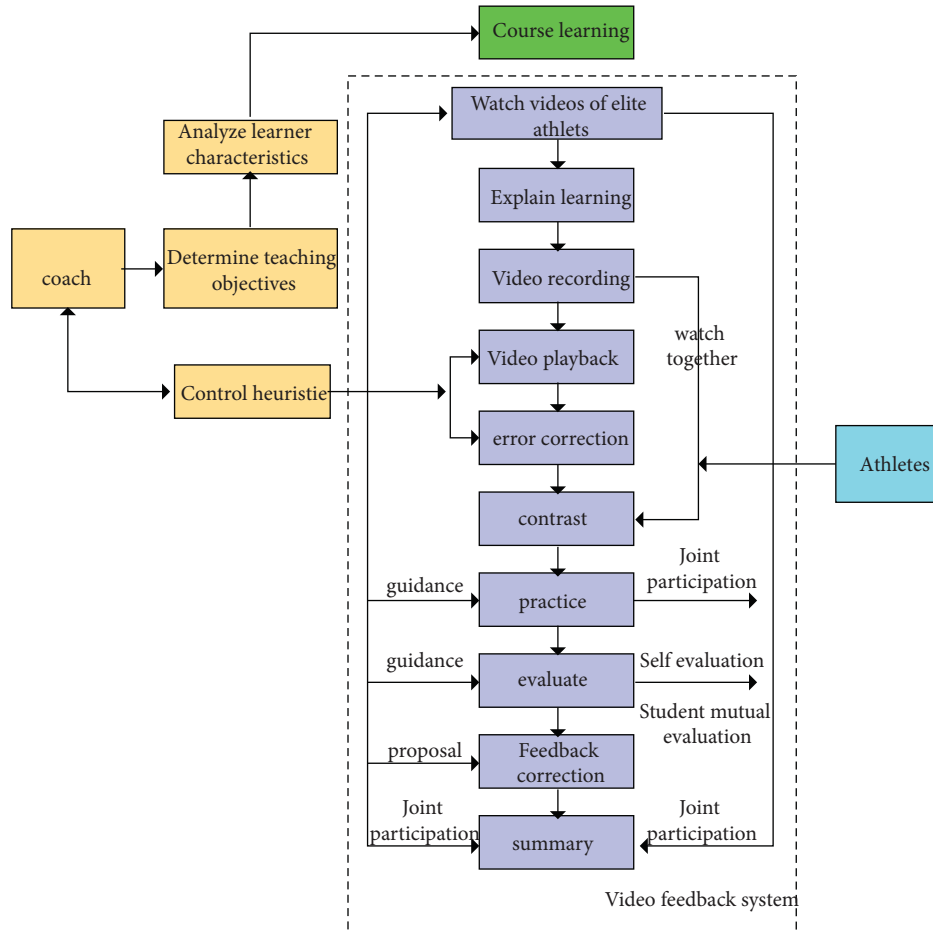 Course learning
Watch videos of elite
athlets
Analyze learner
characteristics
Explain learning
coach
Determine teaching
objectives
Video recording
watch
together
Video playback
Control heuristie
error correction
Athletes
contrast
Joint
participation
guidance
practice
guidance
evaluate
Self evaluation
Student mutual
evaluation
proposal
Feedback
correction
Joint
participation
summary
Joint
participation
Video feedback system